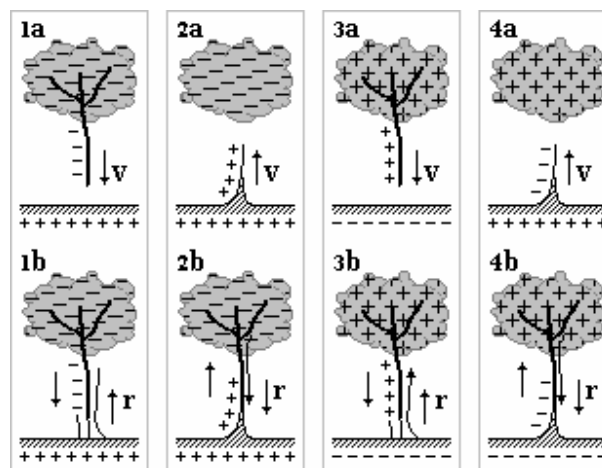 1a 2a 3a 4a
v v v v
+ + + + + + + + + + + + + + + + − − − − − − − − + + + + + + + +
1b 2b 3b 4b
r r r r
+ + + + + + + + + + + + + + + + − − − − − − − − − − − − − − − −